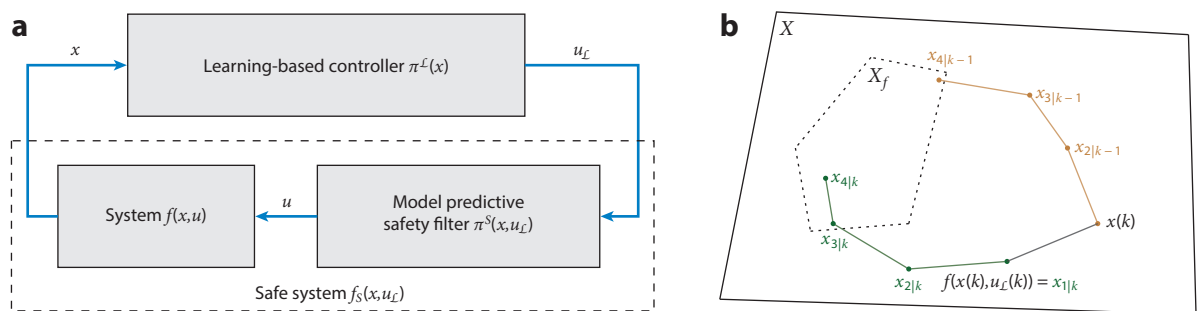 a
x
u_ℒ
Learning-based controller π^ℒ(x)
System f(x,u)
u
Model predictive
safety filter π^S(x,u_ℒ)
Safe system f_S(x,u_ℒ)
b
X
X_f
x_{4|k−1}
x_{3|k−1}
x_{2|k−1}
x_{4|k}
x(k)
x_{3|k}
x_{2|k}
f(x(k),u_ℒ(k)) = x_{1|k}